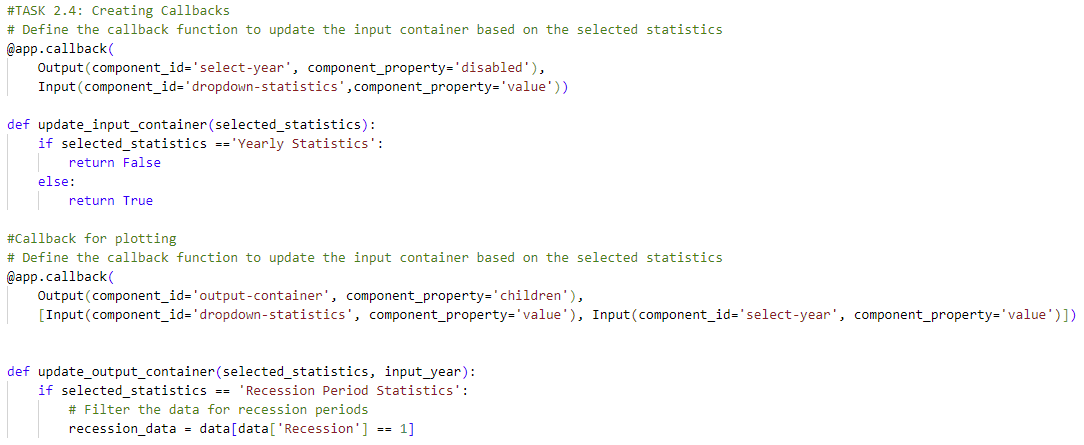 #TASK 2.4: Creating Callbacks
# Define the callback function to update the input container based on the selected statistics
@app.callback(
    Output(component_id='select-year', component_property='disabled'),
    Input(component_id='dropdown-statistics',component_property='value'))
def update_input_container(selected_statistics):
    if selected_statistics =='Yearly Statistics':
        return False
    else:
        return True
#Callback for plotting
# Define the callback function to update the input container based on the selected statistics
@app.callback(
    Output(component_id='output-container', component_property='children'),
    [Input(component_id='dropdown-statistics', component_property='value'), Input(component_id='select-year', component_property='value')])
def update_output_container(selected_statistics, input_year):
    if selected_statistics == 'Recession Period Statistics':
        # Filter the data for recession periods
        recession_data = data[data['Recession'] == 1]